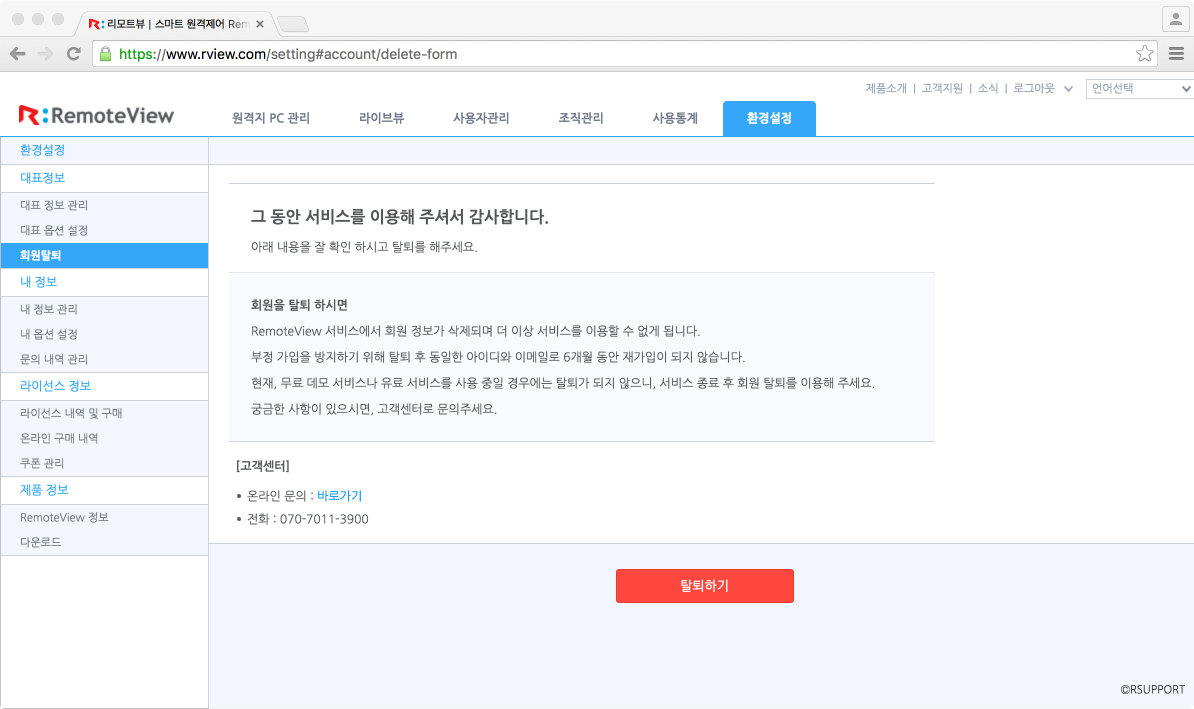 리모트뷰 | 스마트 원격제어 Rem
https://www.rview.com/setting#account/delete-form
제품소개 | 고객지원 | 소식 | 로그아웃
언어선택
RemoteView
원격지 PC 관리
라이브뷰
사용자관리
조직관리
사용통계
환경설정
환경설정
대표정보
대표 정보 관리
대표 옵션 설정
회원탈퇴
내 정보
내 정보 관리
내 옵션 설정
문의 내역 관리
라이선스 정보
라이선스 내역 및 구매
온라인 구매 내역
쿠폰 관리
제품 정보
RemoteView 정보
다운로드
그 동안 서비스를 이용해 주셔서 감사합니다.
아래 내용을 잘 확인 하시고 탈퇴를 해주세요.
회원을 탈퇴 하시면
RemoteView 서비스에서 회원 정보가 삭제되며 더 이상 서비스를 이용할 수 없게 됩니다.
부정 가입을 방지하기 위해 탈퇴 후 동일한 아이디와 이메일로 6개월 동안 재가입이 되지 않습니다.
현재, 무료 데모 서비스나 유료 서비스를 사용 중일 경우에는 탈퇴가 되지 않으니, 서비스 종료 후 회원 탈퇴를 이용해 주세요.
궁금한 사항이 있으시면, 고객센터로 문의주세요.
[고객센터]
• 온라인 문의 : 바로가기
• 전화 : 070-7011-3900
탈퇴하기
©RSUPPORT